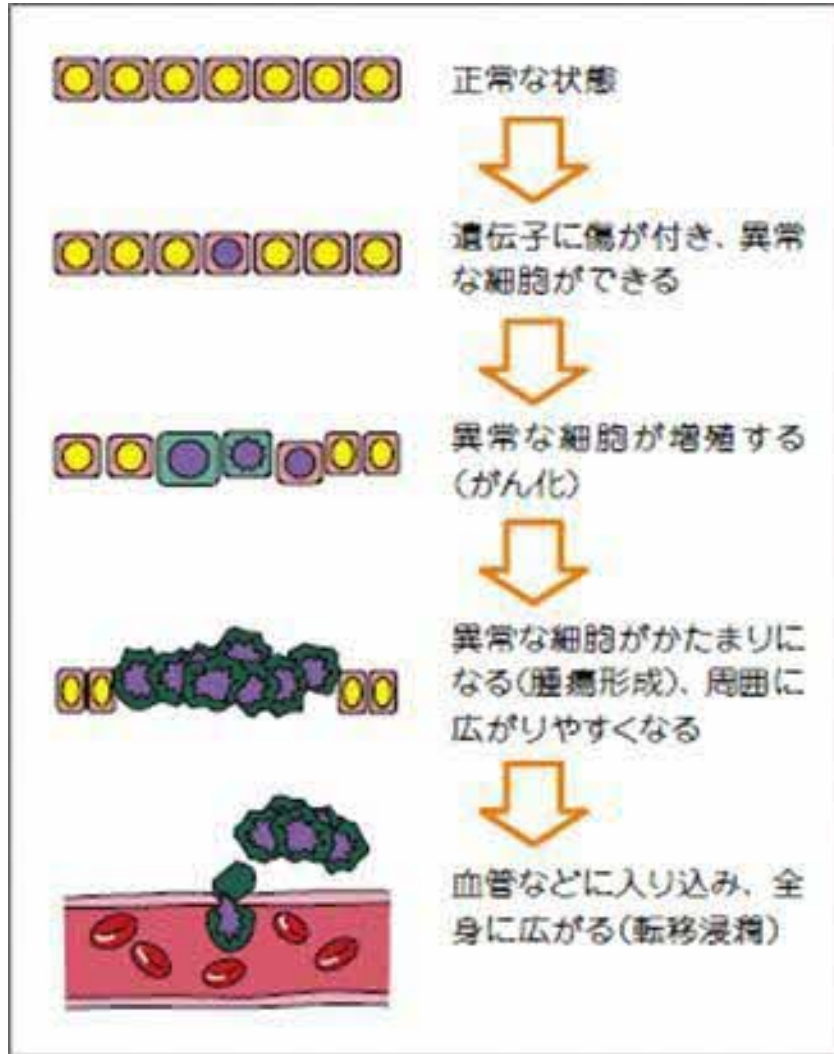 正常な状態
遺伝子に傷が付き、異常
な細胞ができる
異常な細胞が増殖する
(がん化)
異常な細胞がかたまりに
なる(腫瘍形成)、周囲に
広がりやすくなる
血管などに入り込み、全
身に広がる(転移浸潤)